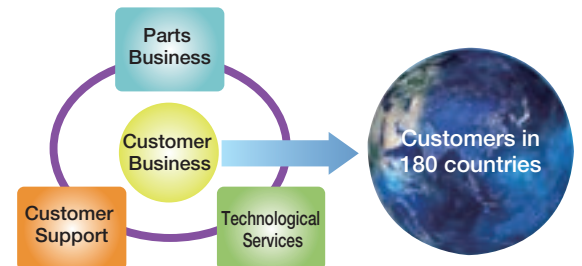 Parts
Business
Customer
Business
Customers in
180 countries
Customer
Support
Technological
Services